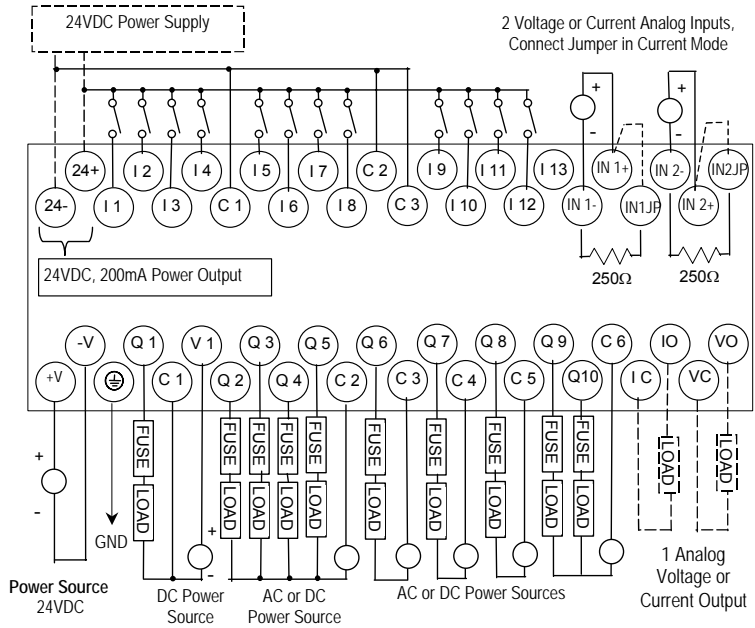 24VDC Power Supply
2 Voltage or Current Analog Inputs,
Connect Jumper in Current Mode
+ +
- -
24+ I 2 I 4 I 5 I 7 C 2 I 9 I 11 I 13 IN 1+ IN 2- IN2JP
24- I 1 I 3 C 1 I 6 I 8 C 3 I 10 I 12 IN 1- IN1JP IN 2+
24VDC, 200mA Power Output
250Ω 250Ω
-V Q 1 V 1 Q 3 Q 5 Q 6 Q 7 Q 8 Q 9 C 6 IO VO
+V C 1 Q 2 Q 4 C 2 C 3 C 4 C 5 Q10 I C VC
FUSE FUSE FUSE FUSE FUSE FUSE FUSE FUSE FUSE FUSE
LOAD LOAD LOAD LOAD LOAD LOAD LOAD LOAD LOAD LOAD LOAD LOAD
+
-
GND
+
-
Power Source
24VDC
DC Power
Source
AC or DC
Power Source
AC or DC Power Sources
1 Analog
Voltage or
Current Output